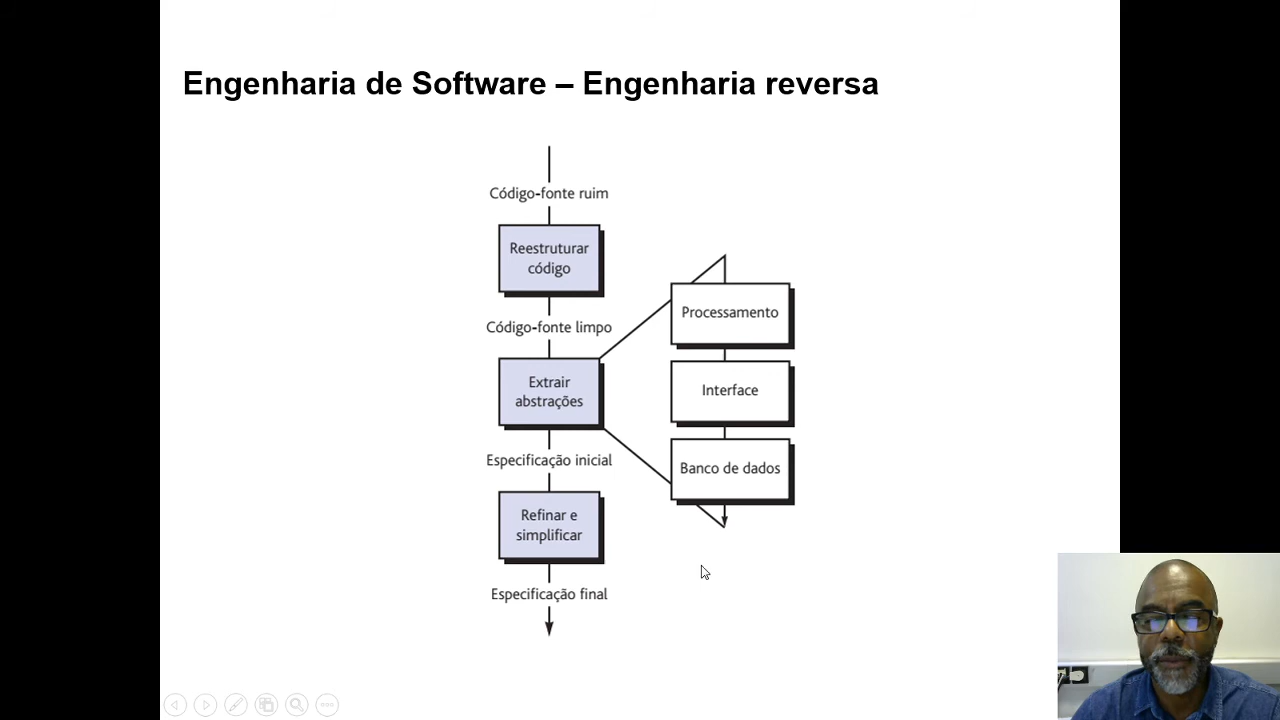 Engenharia de Software – Engenharia reversa
Código-fonte ruim
Reestruturar
código
Código-fonte limpo
Extrair
abstrações
Especificação inicial
Refinar e
simplificar
Especificação final
Processamento
Interface
Banco de dados